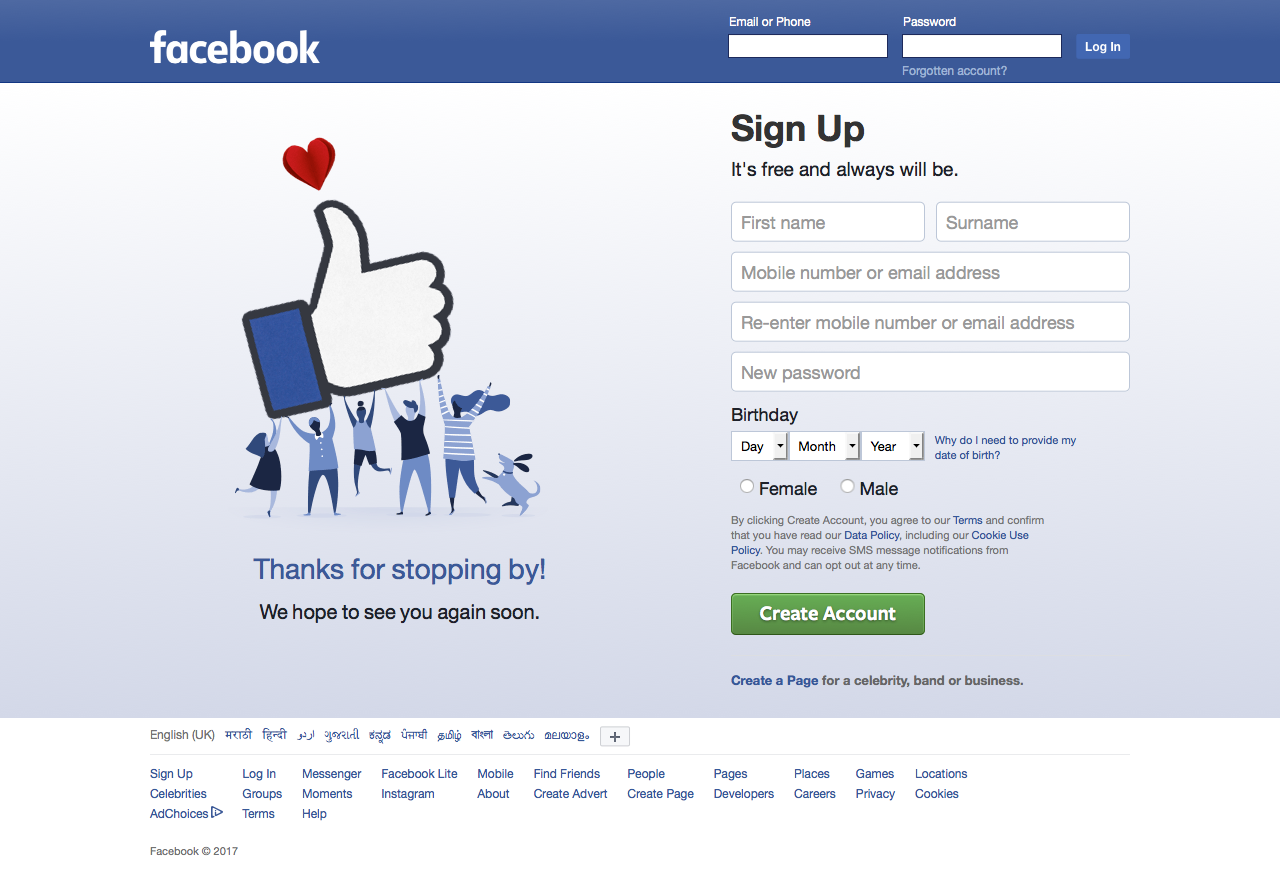 facebook
Email or Phone
Password
Log In
Forgotten account?
Sign Up
It's free and always will be.
First name
Surname
Mobile number or email address
Re-enter mobile number or email address
New password
Birthday
Day
Month
Year
Why do I need to provide my
date of birth?
Female
Male
By clicking Create Account, you agree to our Terms and confirm
that you have read our Data Policy, including our Cookie Use
Policy. You may receive SMS message notifications from
Facebook and can opt out at any time.
Create Account
Create a Page for a celebrity, band or business.
Thanks for stopping by!
We hope to see you again soon.
English (UK) मराठी हिन्दी اردو ગુજરાતી ಕನ್ನಡ ਪੰਜਾਬੀ தமிழ் বাংলা తెలుగు മലയാളം +
Sign Up Log In Messenger Facebook Lite Mobile Find Friends People Pages Places Games Locations
Celebrities Groups Moments Instagram About Create Advert Create Page Developers Careers Privacy Cookies
AdChoices Terms Help
Facebook © 2017